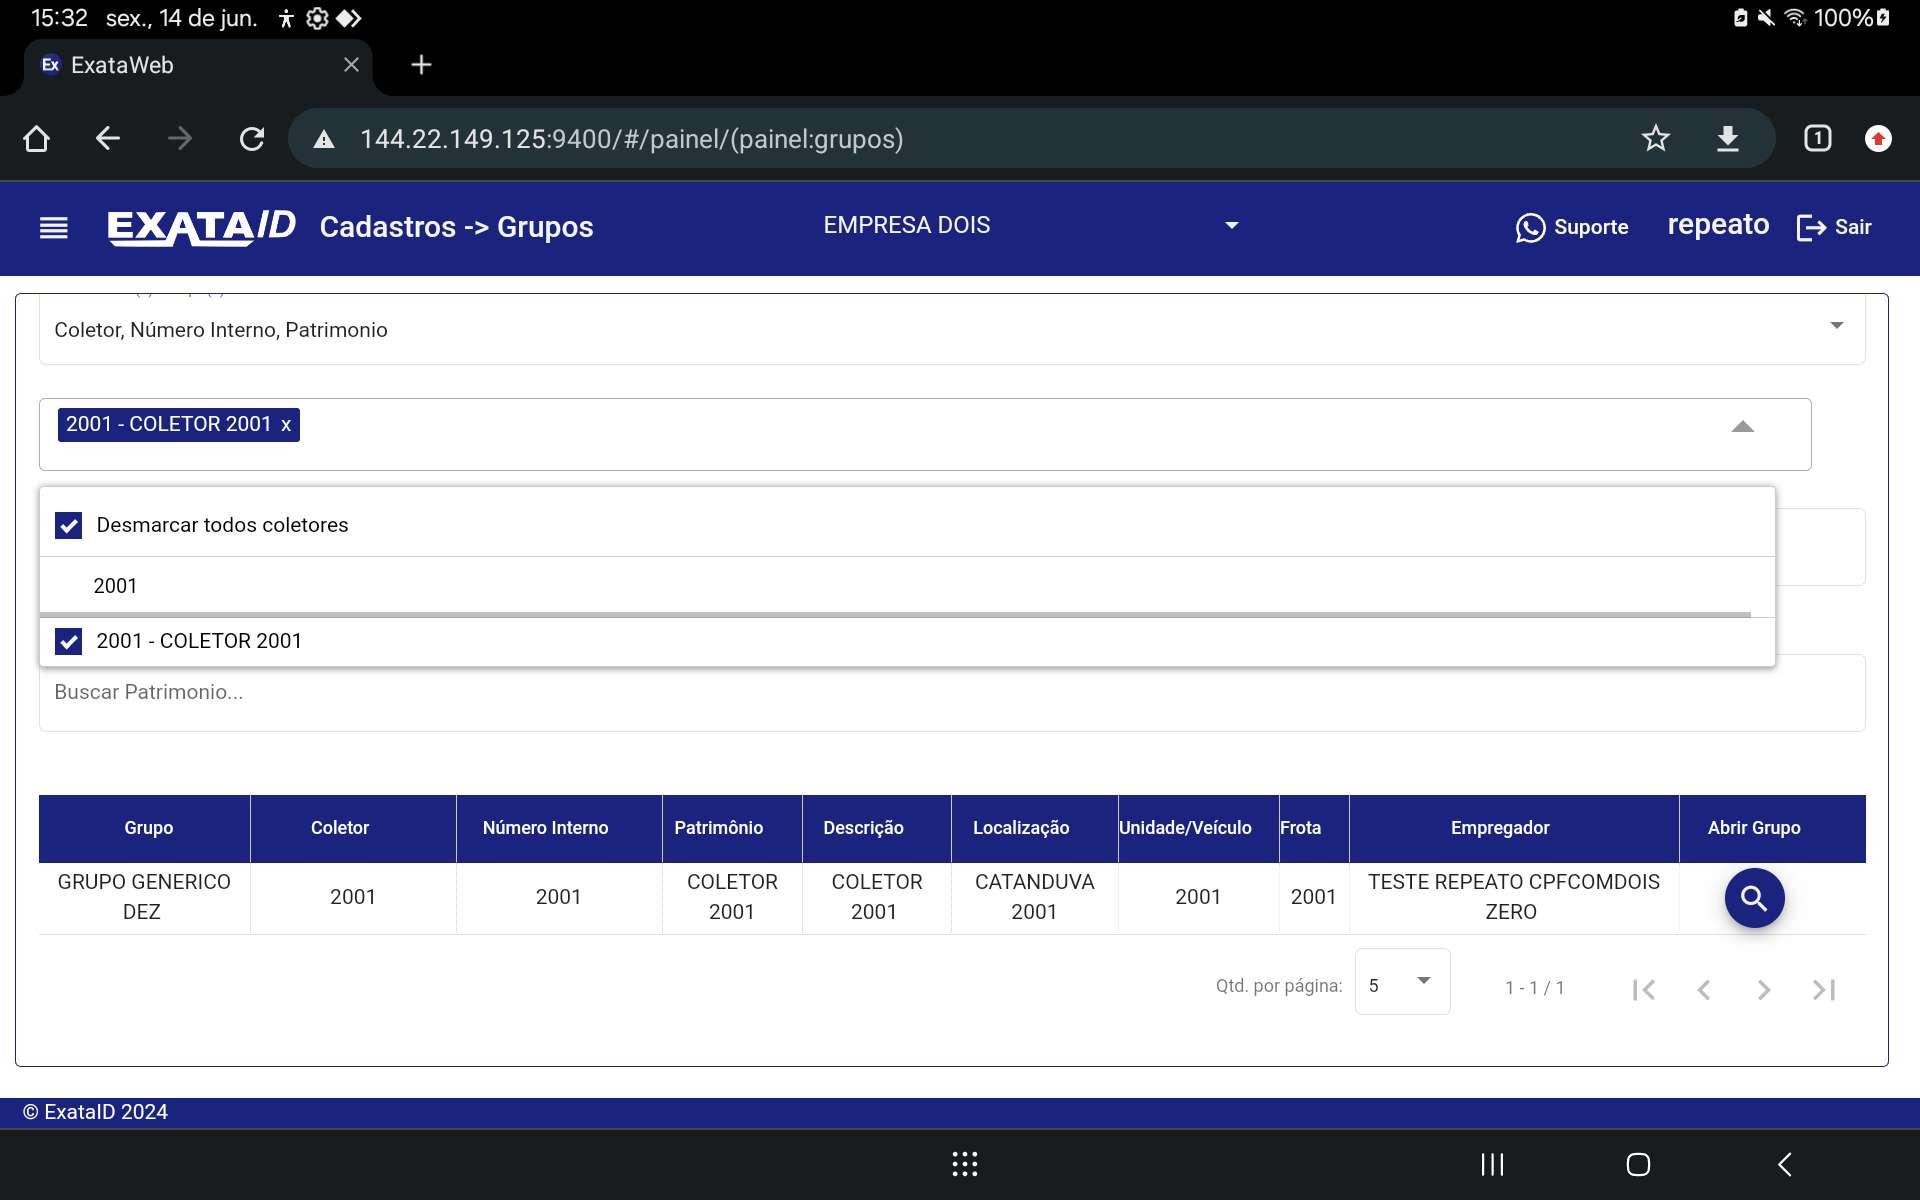 15:32 sex., 14 de jun. 100%
Ex ExataWeb
144.22.149.125:9400/#/painel/(painel:grupos) 1
EXATAID Cadastros -> Grupos EMPRESA DOIS Suporte repeato Sair
Coletor, Número Interno, Patrimonio
2001 - COLETOR 2001 x
Desmarcar todos coletores
2001
2001 - COLETOR 2001
Buscar Patrimonio...
Grupo Coletor Número Interno Patrimônio Descrição Localização Unidade/Veículo Frota Empregador Abrir Grupo
GRUPO GENERICO DEZ 2001 2001 COLETOR 2001 COLETOR 2001 CATANDUVA 2001 2001 2001 TESTE REPEATO CPFCOMDOIS ZERO
Qtd. por página: 5 1 - 1 / 1
© ExataID 2024